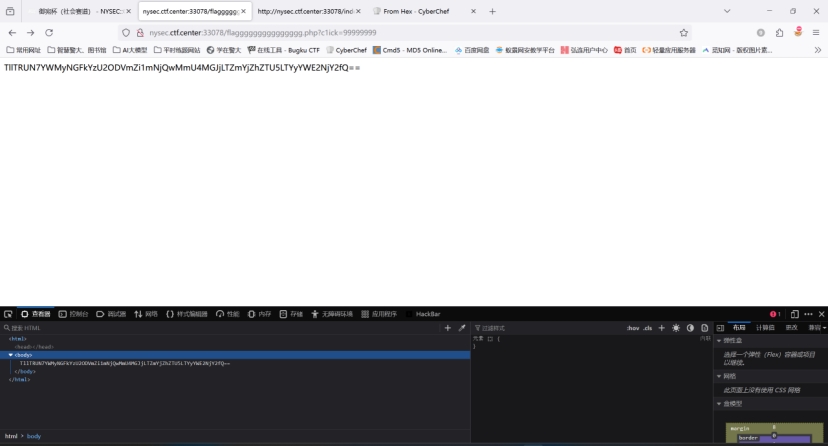 御宛杯（社会赛道） - NYSEC::
nysec.ctf.center:33078/flagggggg
http://nysec.ctf.center:33078/ind
From Hex - CyberChef
nysec.ctf.center:33078/flaggggggggggggggggg.php?c1ick=99999999
常用网址
智慧警大、图书馆
AI大模型
平时练题网站
学在警大
在线工具 - Bugku CTF
CyberChef
Cmd5 - MD5 Online...
百度网盘
蚁景网安教学平台
弘连用户中心
首页
轻量应用服务器
觅知网 - 版权图片素...
TllTRUN7YWMyNGFkYzU2ODVmZi1mNjQwMmU4MGJjLTZmYjZhZTU5LTYyYWE2NjY2fQ==
查看器
控制台
调试器
网络
样式编辑器
性能
内存
存储
无障碍环境
应用程序
HackBar
1
搜索 HTML
过滤样式
:hov .cls
布局
计算值
更改
兼容
<html>
<head></head>
<body>
TllTRUN7YWMyNGFkYzU2ODVmZi1mNjQwMmU4MGJjLTZmYjZhZTU5LTYyYWE2NjY2fQ==
</body>
</html>
元素 {
内联
}
弹性盒
选择一个弹性（Flex）容器或项目
以继续。
网格
此页面上没有使用 CSS 网格
盒模型
margin
0
border
0
html > body